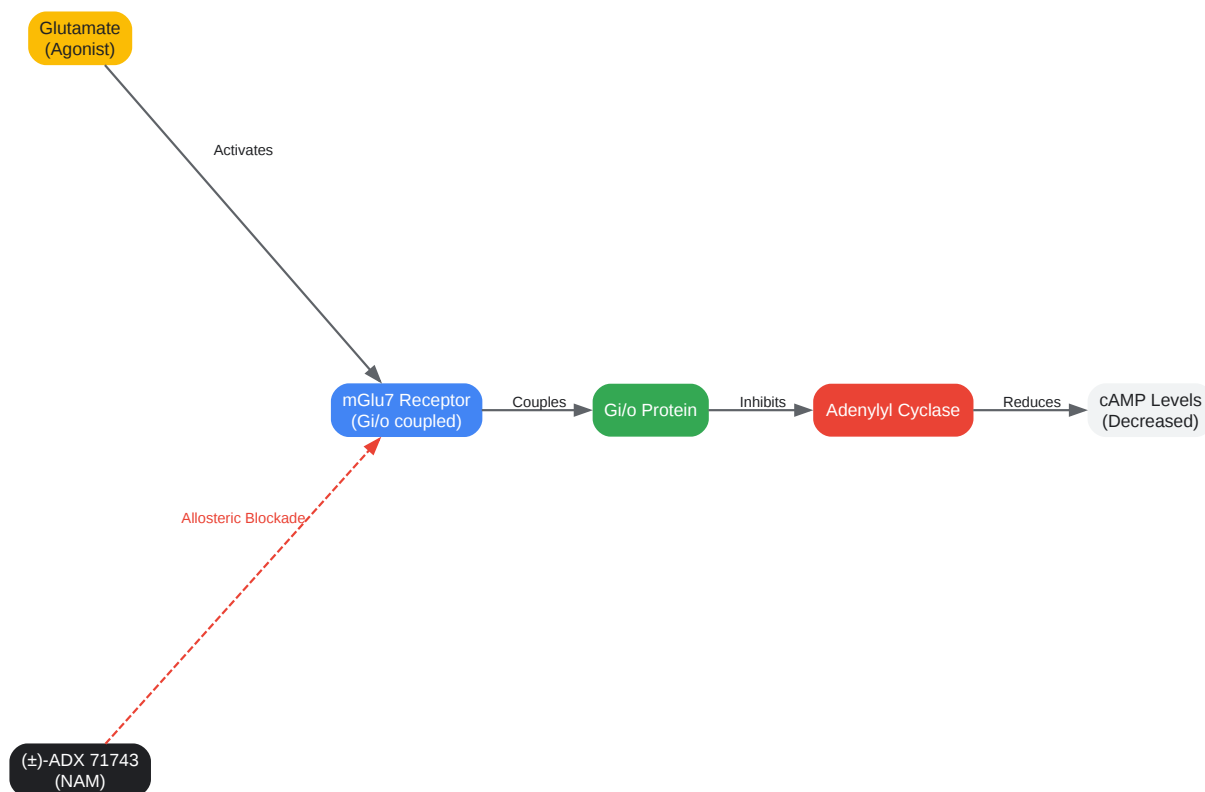 Glutamate
(Agonist)
Activates
mGlu7 Receptor
(Gi/o coupled)
Couples
Gi/o Protein
Inhibits
Adenylyl Cyclase
Reduces
cAMP Levels
(Decreased)
Allosteric Blockade
(±)-ADX 71743
(NAM)